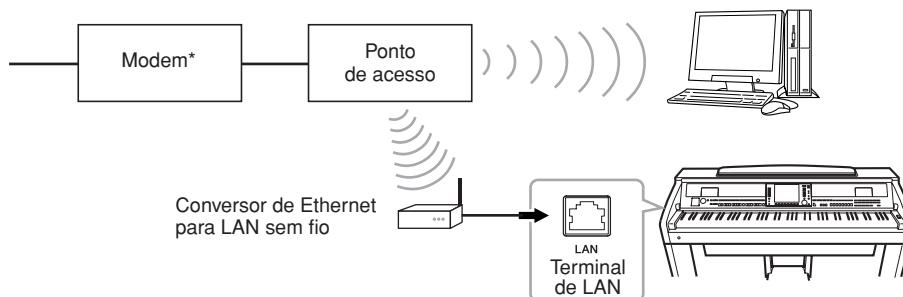 Modem*
Ponto
de acesso
Conversor de Ethernet
para LAN sem fio
LAN
Terminal
de LAN